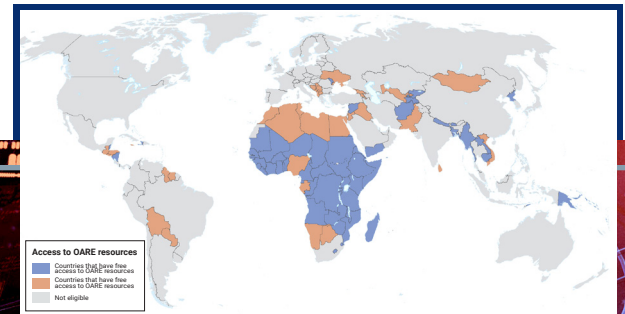 Access to OARE resources
Countries that have free
access to OARE resources
Countries that have free
access to OARE resources
Not eligible